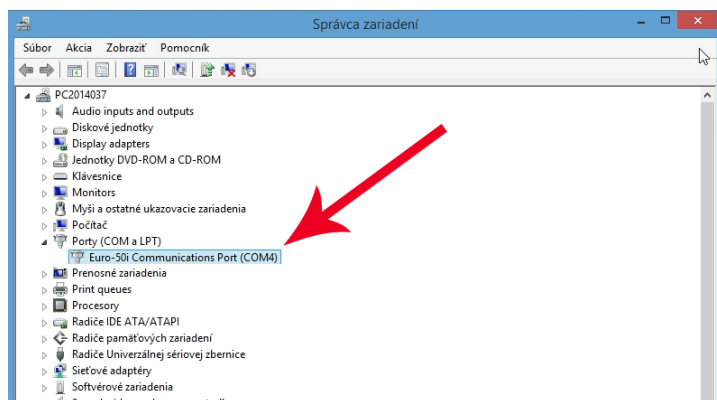 Správca zariadení
Súbor Akcia Zobraziť Pomocník
PC2014037
Audio inputs and outputs
Diskové jednotky
Display adapters
Jednotky DVD-ROM a CD-ROM
Klávesnice
Monitors
Myši a ostatné ukazovacie zariadenia
Počítač
Porty (COM a LPT)
Euro-50i Communications Port (COM4)
Prenosné zariadenia
Print queues
Procesory
Radiče IDE ATA/ATAPI
Radiče pamäťových zariadení
Radiče Univerzálnej sériovej zbernice
Sieťové adaptéry
Softvérové zariadenia